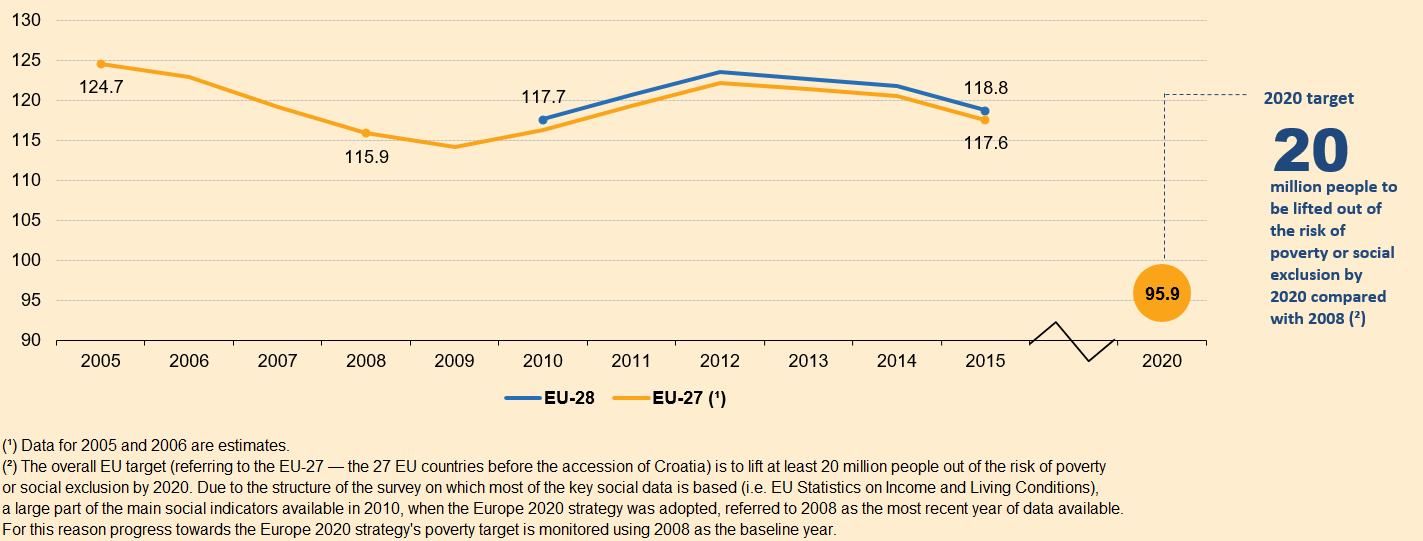 130
125
120
115
110
105
100
95
90
124.7
115.9
117.7
118.8
117.6
95.9
2005 2006 2007 2008 2009 2010 2011 2012 2013 2014 2015 2020
EU-28 EU-27 (¹)
2020 target
20
million people to
be lifted out of
the risk of
poverty or social
exclusion by
2020 compared
with 2008 (²)
(¹) Data for 2005 and 2006 are estimates.
(²) The overall EU target (referring to the EU-27 — the 27 EU countries before the accession of Croatia) is to lift at least 20 million people out of the risk of poverty
or social exclusion by 2020. Due to the structure of the survey on which most of the key social data is based (i.e. EU Statistics on Income and Living Conditions),
a large part of the main social indicators available in 2010, when the Europe 2020 strategy was adopted, referred to 2008 as the most recent year of data available.
For this reason progress towards the Europe 2020 strategy's poverty target is monitored using 2008 as the baseline year.